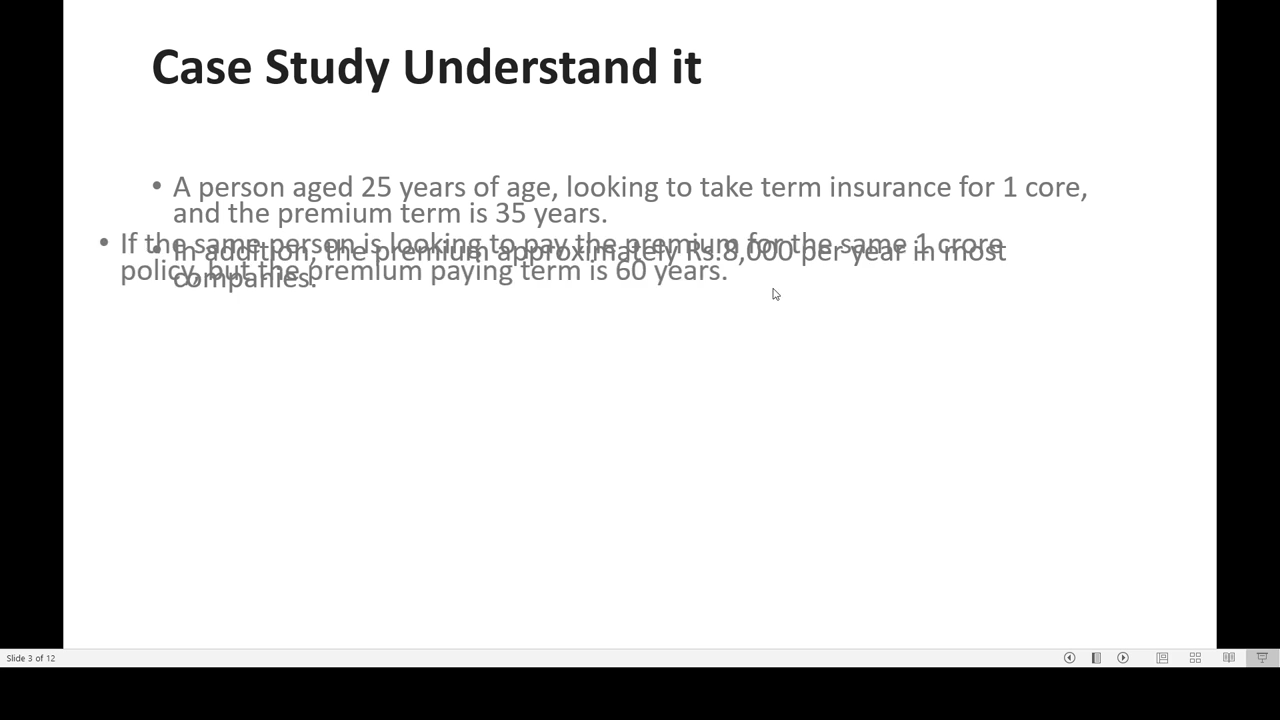 Case Study Understand it
• A person aged 25 years of age, looking to take term insurance for 1 core,
and the premium term is 35 years.
• In addition, the premium approximately Rs.8,000 per year in most
companies.
• If the same person is looking to pay the premium for the same 1 crore
policy, but the premium paying term is 60 years.
Slide 3 of 12